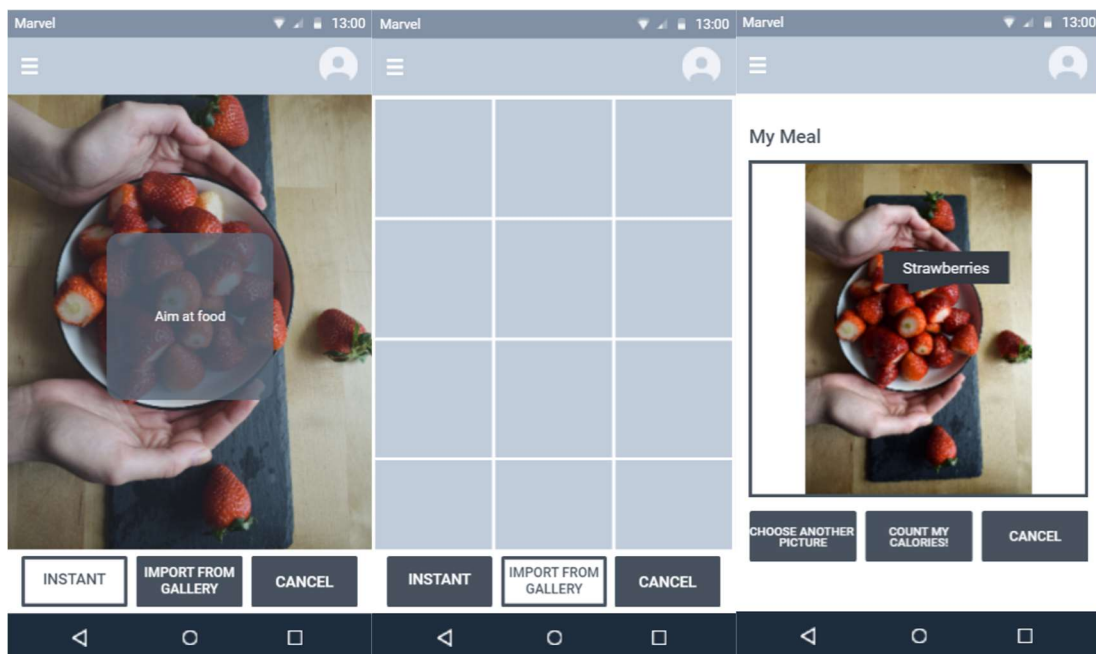 Marvel 13:00
Aim at food
INSTANT
IMPORT FROM
GALLERY
CANCEL
Marvel 13:00
INSTANT
IMPORT FROM
GALLERY
CANCEL
Marvel 13:00
My Meal
Strawberries
CHOOSE ANOTHER
PICTURE
COUNT MY
CALORIES!
CANCEL